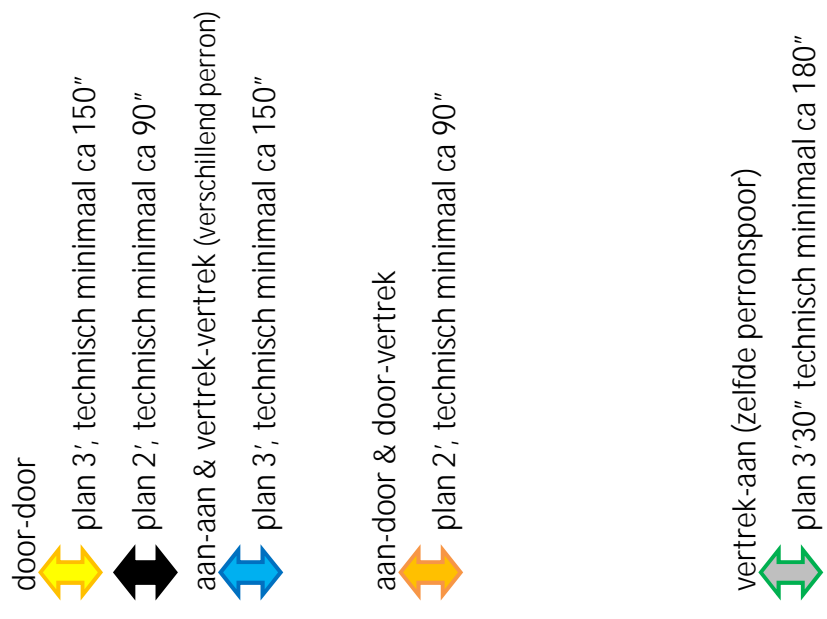 door-door
plan 3’, technisch minimaal ca 150”
plan 2’, technisch minimaal ca 90”
aan-aan & vertrek-vertrek (verschillend perron)
plan 3’, technisch minimaal ca 150”
aan-door & door-vertrek
plan 2’, technisch minimaal ca 90”
vertrek-aan (zelfde perronspoor)
plan 3’30” technisch minimaal ca 180”